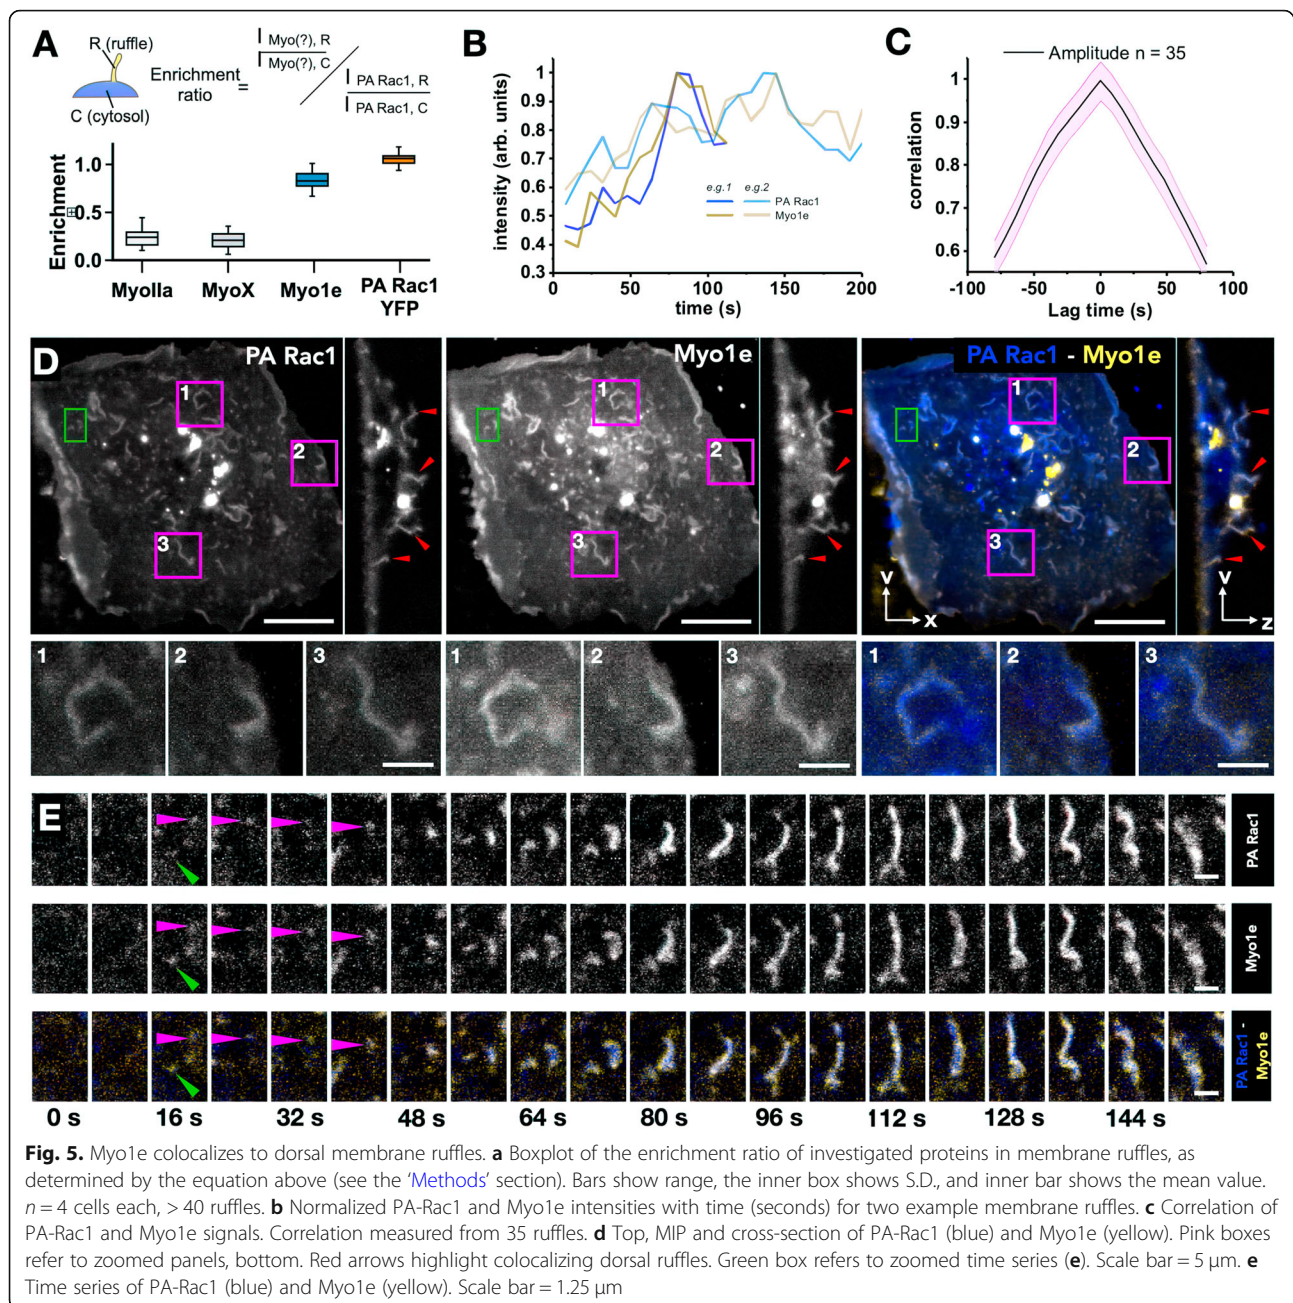 A
R (ruffle)
C (cytosol)
Enrichment ratio =
I Myo(?), R
I Myo(?), C
I PA Rac1, R
I PA Rac1, C
Enrichment
1.0
0.5
0.0
MyoIIa
MyoX
Myo1e
PA Rac1
YFP
B
intensity (arb. units)
1
0.9
0.8
0.7
0.6
0.5
0.4
0.3
e.g.1 e.g.2
PA Rac1
Myo1e
0 50 100 150 200
time (s)
C
Amplitude n = 35
correlation
1
0.9
0.8
0.7
0.6
-100 -50 0 50 100
Lag time (s)
D
PA Rac1
1
2
3
Myo1e
1
2
3
PA Rac1 - Myo1e
1
2
3
x
z
1 2 3
1 2 3
1 2 3
E
PA Rac1
Myo1e
PA Rac1 -
Myo1e
0 s 16 s 32 s 48 s 64 s 80 s 96 s 112 s 128 s 144 s
Fig. 5. Myo1e colocalizes to dorsal membrane ruffles. a Boxplot of the enrichment ratio of investigated proteins in membrane ruffles, as
determined by the equation above (see the ‘Methods’ section). Bars show range, the inner box shows S.D., and inner bar shows the mean value.
n = 4 cells each, > 40 ruffles. b Normalized PA-Rac1 and Myo1e intensities with time (seconds) for two example membrane ruffles. c Correlation of
PA-Rac1 and Myo1e signals. Correlation measured from 35 ruffles. d Top, MIP and cross-section of PA-Rac1 (blue) and Myo1e (yellow). Pink boxes
refer to zoomed panels, bottom. Red arrows highlight colocalizing dorsal ruffles. Green box refers to zoomed time series (e). Scale bar = 5 μm. e
Time series of PA-Rac1 (blue) and Myo1e (yellow). Scale bar = 1.25 μm